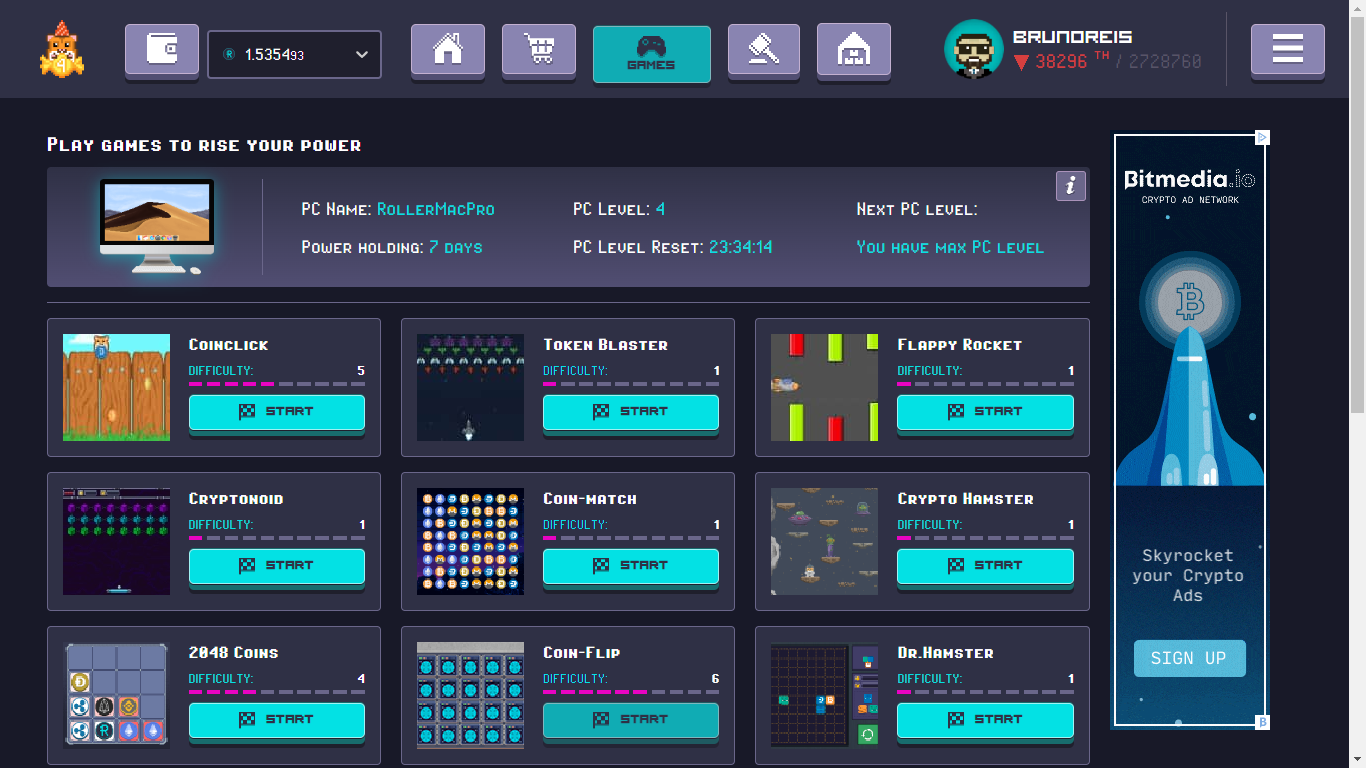 1.535493
GAMES
BRUNOREIS
38296 TH / 2728760
PLAY GAMES TO RISE YOUR POWER
PC NAME: ROLLERMACPRO
PC LEVEL: 4
NEXT PC LEVEL:
POWER HOLDING: 7 DAYS
PC LEVEL RESET: 23:34:14
YOU HAVE MAX PC LEVEL
i
COINCLICK
DIFFICULTY: 5
START
TOKEN BLASTER
DIFFICULTY: 1
START
FLAPPY ROCKET
DIFFICULTY: 1
START
CRYPTONOID
DIFFICULTY: 1
START
COIN-MATCH
DIFFICULTY: 1
START
CRYPTO HAMSTER
DIFFICULTY: 1
START
2048 COINS
DIFFICULTY: 4
START
COIN-FLIP
DIFFICULTY: 6
START
DR.HAMSTER
DIFFICULTY: 1
START
Bitmedia.io
CRYPTO AD NETWORK
Skyrocket
your Crypto
Ads
SIGN UP